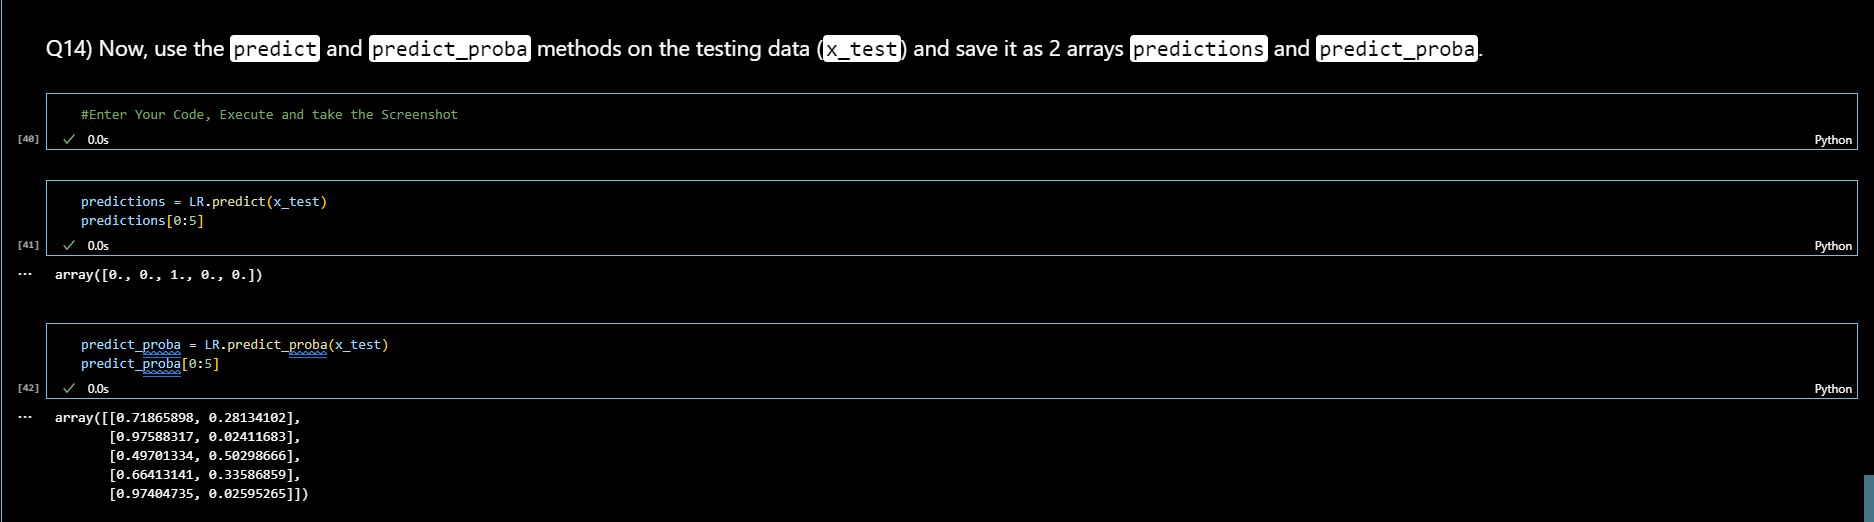 Q14) Now, use the predict and predict_proba methods on the testing data (x_test) and save it as 2 arrays predictions and predict_proba.
#Enter Your Code, Execute and take the Screenshot
[40] ✓ 0.0s Python
predictions = LR.predict(x_test)
predictions[0:5]
[41] ✓ 0.0s Python
... array([0., 0., 1., 0., 0.])
predict_proba = LR.predict_proba(x_test)
predict_proba[0:5]
[42] ✓ 0.0s Python
... array([[0.71865898, 0.28134102],
[0.97588317, 0.02411683],
[0.49701334, 0.50298666],
[0.66413141, 0.33586859],
[0.97404735, 0.02595265]])